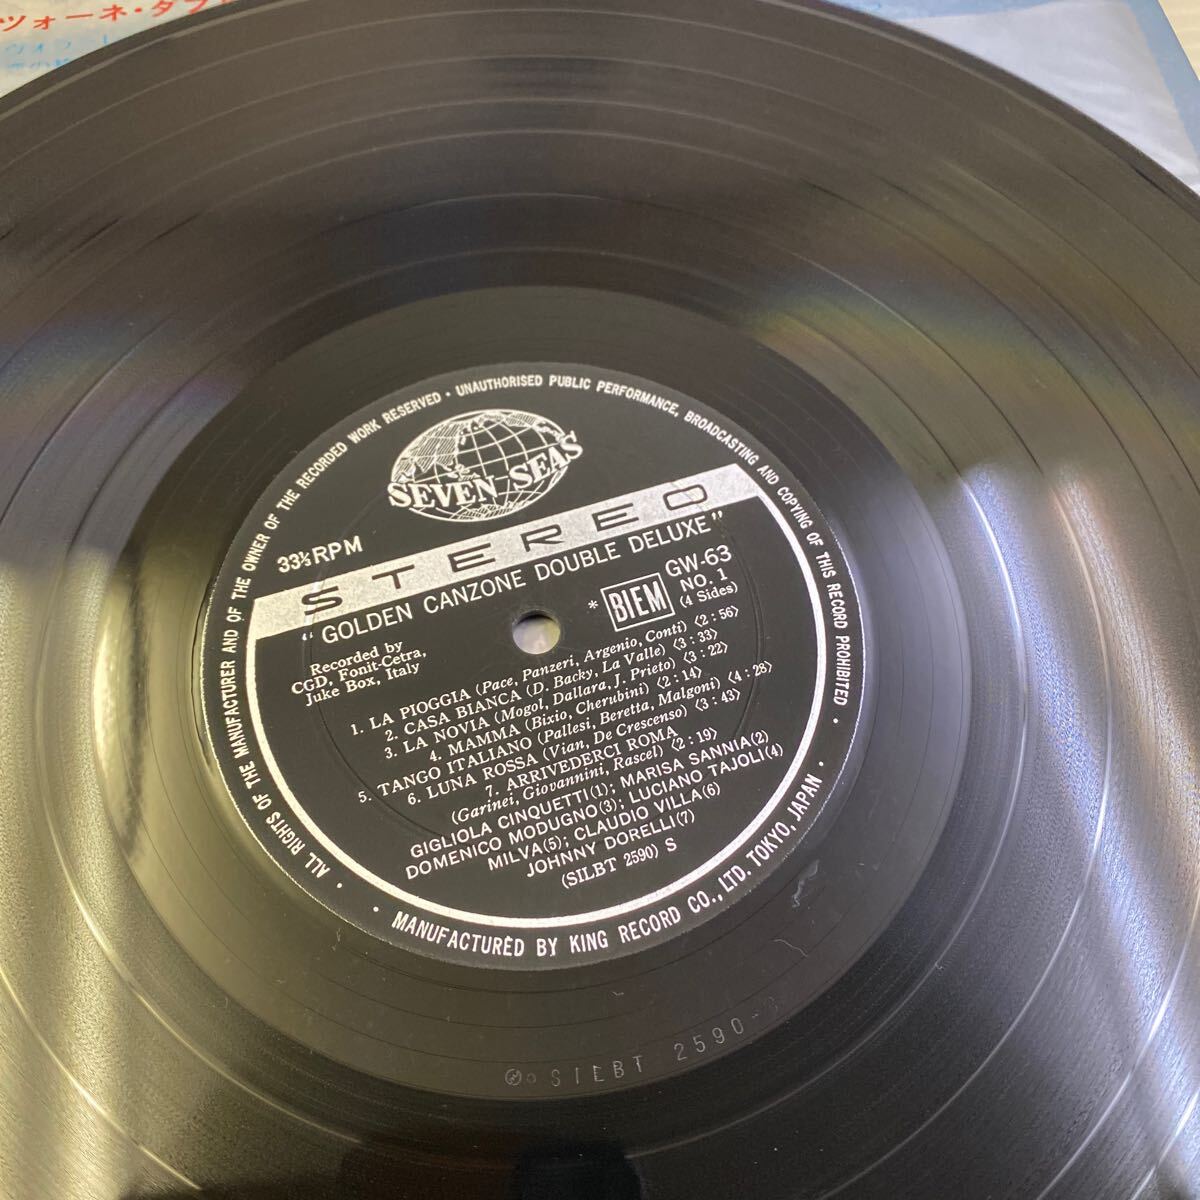 ツォーネ・ダブ
ALL RIGHTS OF THE MANUFACTURER AND OF THE OWNER OF THE RECORDED WORK RESERVED • UNAUTHORISED PUBLIC PERFORMANCE, BROADCASTING AND COPYING OF THIS RECORD PROHIBITED •
SEVEN SEAS
33⅓RPM
STEREO
"GOLDEN CANZONE DOUBLE DELUXE"
Recorded by
CGD, Fonit-Cetra,
Juke Box, Italy
* BIEM
GW-63
NO. 1
(4 Sides)
1. LA PIOGGIA (Pace, Panzeri, Argenio, Conti) (2:56)
2. CASA BIANCA (D. Backy, La Valle) (3:33)
3. LA NOVIA (Mogol, Dallara, J. Prieto) (3:22)
4. MAMMA (Bixio, Cherubini) (2:14)
5. TANGO ITALIANO (Pallesi, Beretta, Malgoni) (4:28)
6. LUNA ROSSA (Vian, De Crescenso) (3:43)
7. ARRIVEDERCI ROMA
(Garinei, Giovannini, Rascel) (2:19)
GIGLIOLA CINQUETTI(1); MARISA SANNIA(2)
DOMENICO MODUGNO(3); LUCIANO TAJOLI(4)
MILVA(5); CLAUDIO VILLA(6)
JOHNNY DORELLI(7)
(SILBT 2590) S
• MANUFACTURED BY KING RECORD CO., LTD. TOKYO, JAPAN •
SILBT 2590-